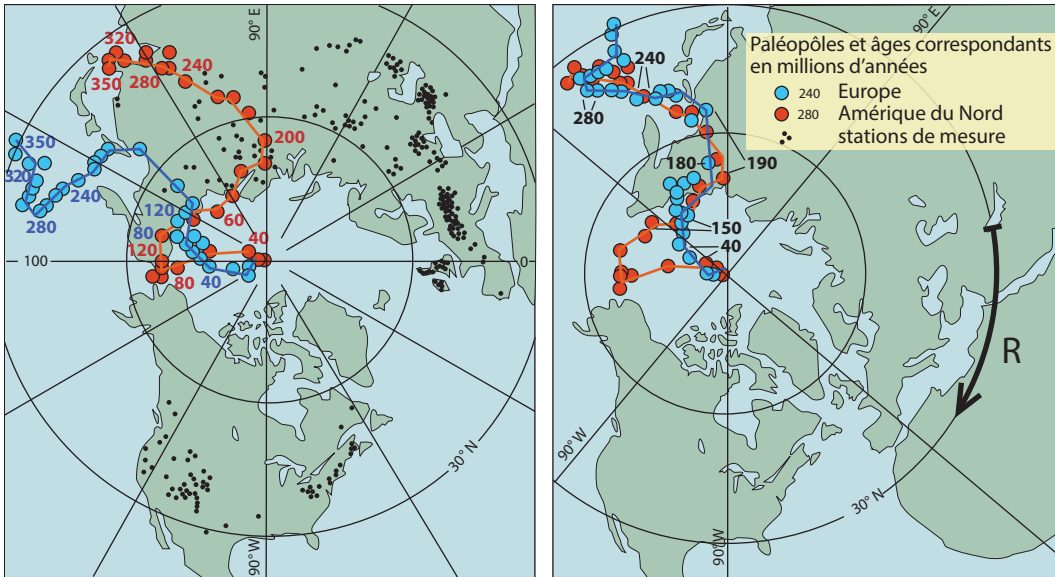 90° E
320
240
350
280
200
350
320
240
280
120
80
60
40
120
80
40
100
0
30° N
90°W
90° E
Paléopôles et âges correspondants
en millions d'années
240 Europe
280 Amérique du Nord
stations de mesure
240
280
180
190
150
40
R
90° W
30° N
90°W